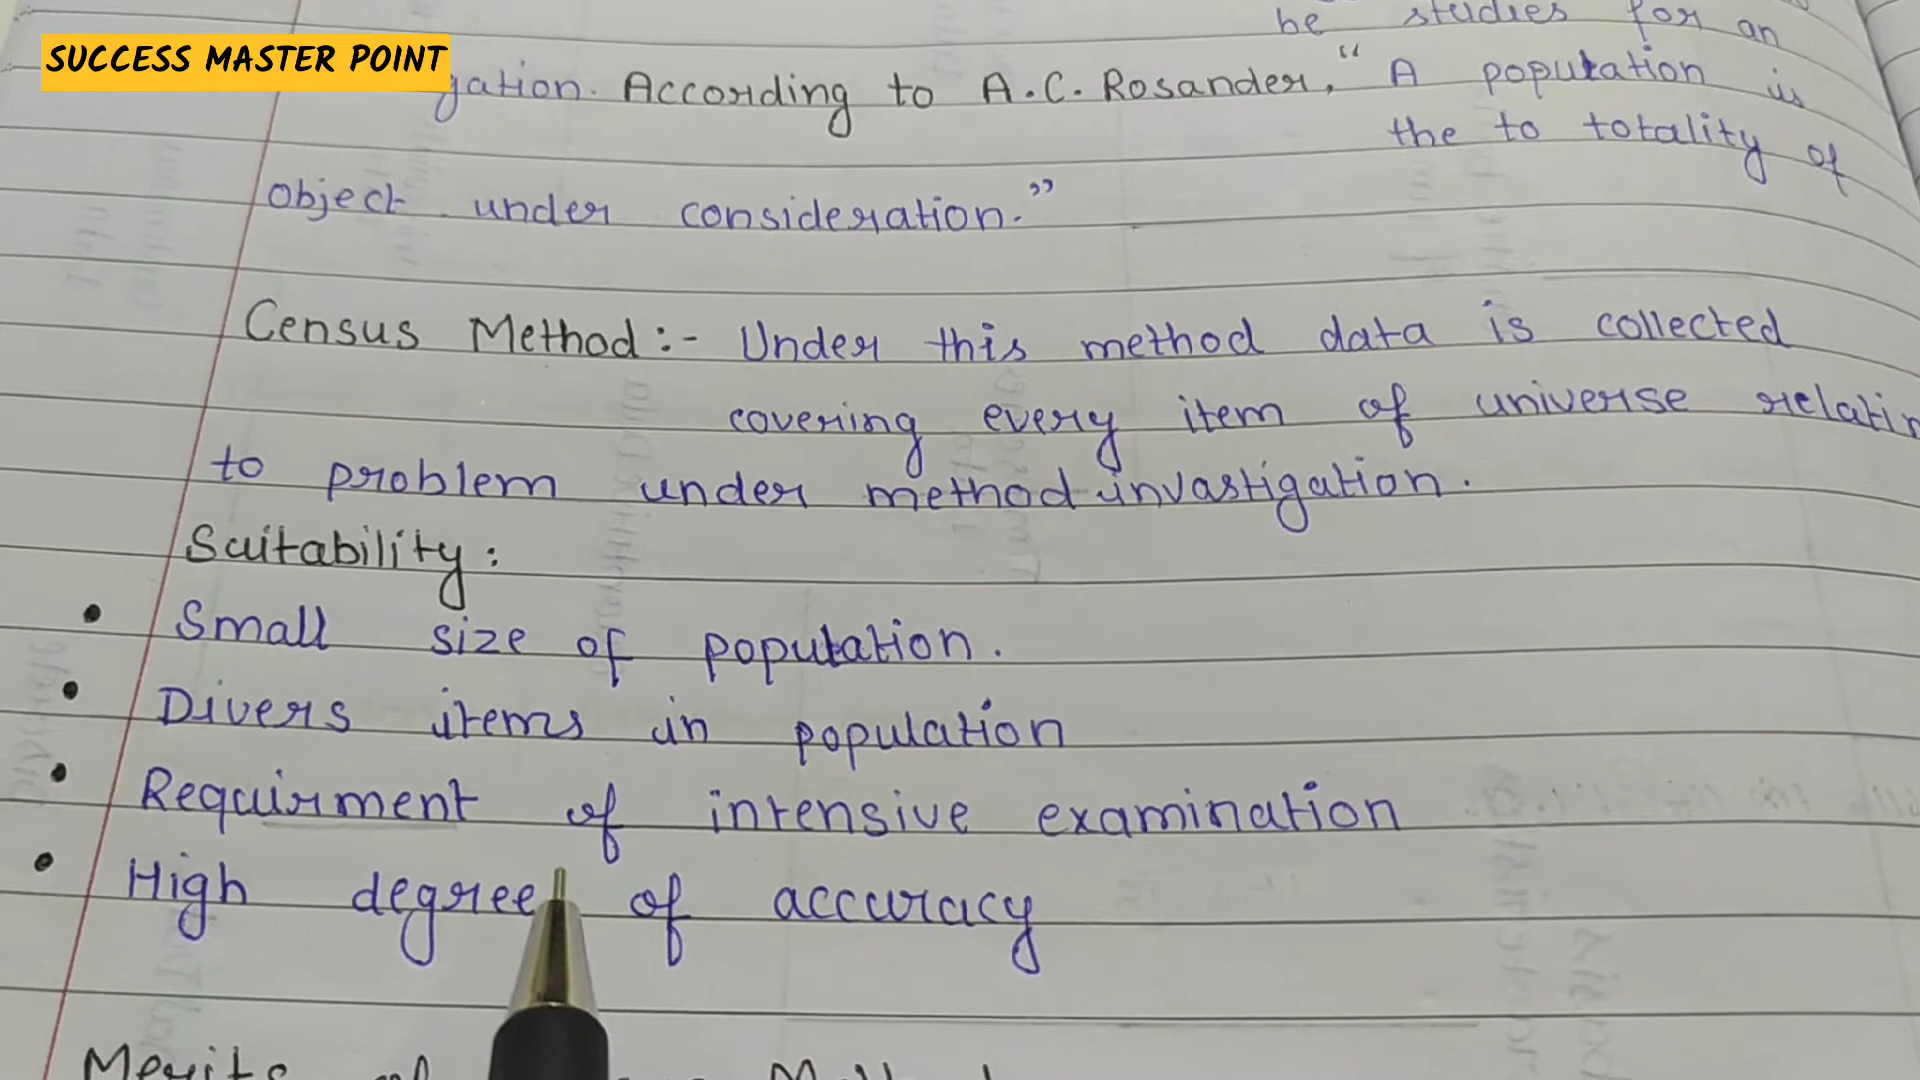 be studies for an
SUCCESS MASTER POINT
gation. According to A.C. Rosander, “ A population is
the to totality of
object under consideration.”
Census Method :- Under this method data is collected
covering every item of universe relatin
to problem under method invastigation.
Suitability :
• Small size of population.
• Divers items in population
• Requirment of intensive examination
• High degree of accuracy
Merits of